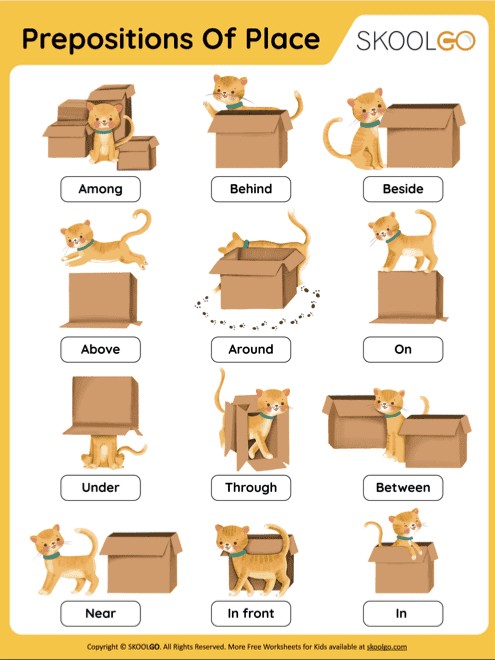 Prepositions Of Place
SKOOLGO
Among
Behind
Beside
Above
Around
On
Under
Through
Between
Near
In front
In
Copyright © SKOOLGO. All Rights Reserved. More Free Worksheets for Kids available at skoolgo.com